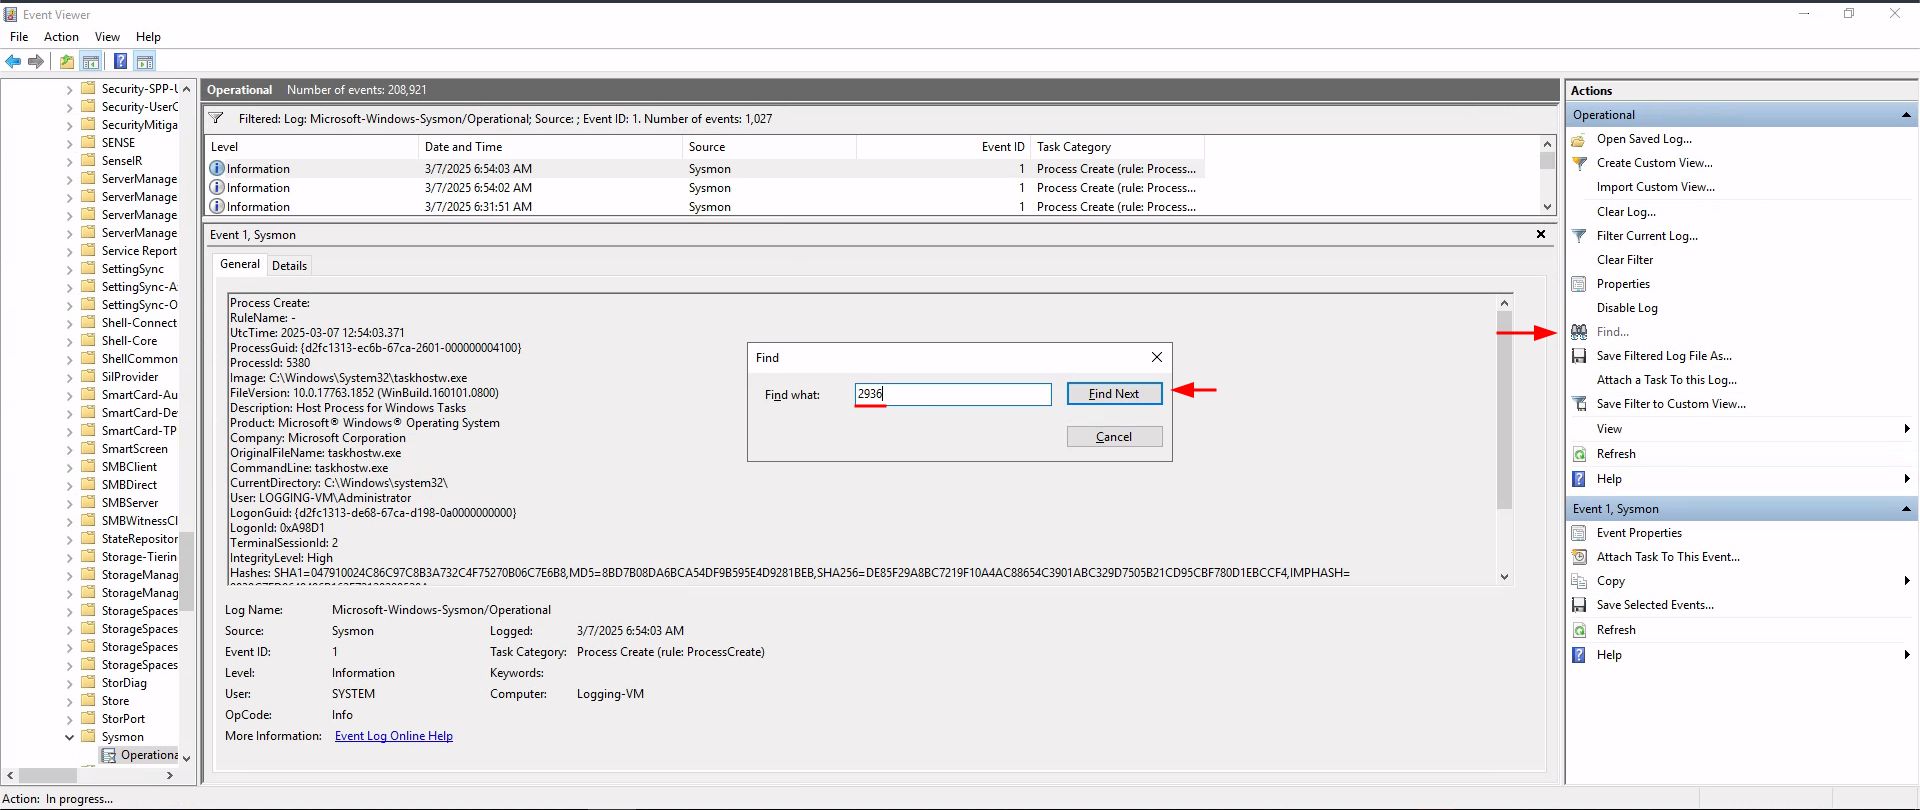 Event Viewer
File Action View Help
Security-SPP-U
Security-UserC
SecurityMitiga
SENSE
SenseIR
ServerManage
ServerManage
ServerManage
ServerManage
Service Report
SettingSync
SettingSync-A
SettingSync-O
Shell-Connect
Shell-Core
ShellCommon
SilProvider
SmartCard-Au
SmartCard-De
SmartCard-TP
SmartScreen
SMBClient
SMBDirect
SMBServer
SMBWitnessCl
StateRepositor
Storage-Tierin
StorageManag
StorageManag
StorageSpaces
StorageSpaces
StorageSpaces
StorageSpaces
StorDiag
Store
StorPort
Sysmon
Operationa
Operational Number of events: 208,921
Filtered: Log: Microsoft-Windows-Sysmon/Operational; Source: ; Event ID: 1. Number of events: 1,027
Level Date and Time Source Event ID Task Category
Information 3/7/2025 6:54:03 AM Sysmon 1 Process Create (rule: Process...
Information 3/7/2025 6:54:02 AM Sysmon 1 Process Create (rule: Process...
Information 3/7/2025 6:31:51 AM Sysmon 1 Process Create (rule: Process...
Event 1, Sysmon
General Details
Process Create:
RuleName: -
UtcTime: 2025-03-07 12:54:03.371
ProcessGuid: {d2fc1313-ec6b-67ca-2601-000000004100}
ProcessId: 5380
Image: C:\Windows\System32\taskhostw.exe
FileVersion: 10.0.17763.1852 (WinBuild.160101.0800)
Description: Host Process for Windows Tasks
Product: Microsoft® Windows® Operating System
Company: Microsoft Corporation
OriginalFileName: taskhostw.exe
CommandLine: taskhostw.exe
CurrentDirectory: C:\Windows\system32\
User: LOGGING-VM\Administrator
LogonGuid: {d2fc1313-de68-67ca-d198-0a0000000000}
LogonId: 0xA98D1
TerminalSessionId: 2
IntegrityLevel: High
Hashes: SHA1=047910024C86C97C8B3A732C4F75270B06C7E6B8,MD5=8BD7B08DA6BCA54DF9B595E4D9281BEB,SHA256=DE85F29A8BC7219F10A4AC88654C3901ABC329D7505B21CD95CBF780D1EBCCF4,IMPHASH=
Log Name: Microsoft-Windows-Sysmon/Operational
Source: Sysmon Logged: 3/7/2025 6:54:03 AM
Event ID: 1 Task Category: Process Create (rule: ProcessCreate)
Level: Information Keywords:
User: SYSTEM Computer: Logging-VM
OpCode: Info
More Information: Event Log Online Help
Find
Find what: 2936 Find Next
Cancel
Actions
Operational
Open Saved Log...
Create Custom View...
Import Custom View...
Clear Log...
Filter Current Log...
Clear Filter
Properties
Disable Log
Find...
Save Filtered Log File As...
Attach a Task To this Log...
Save Filter to Custom View...
View
Refresh
Help
Event 1, Sysmon
Event Properties
Attach Task To This Event...
Copy
Save Selected Events...
Refresh
Help
Action: In progress...